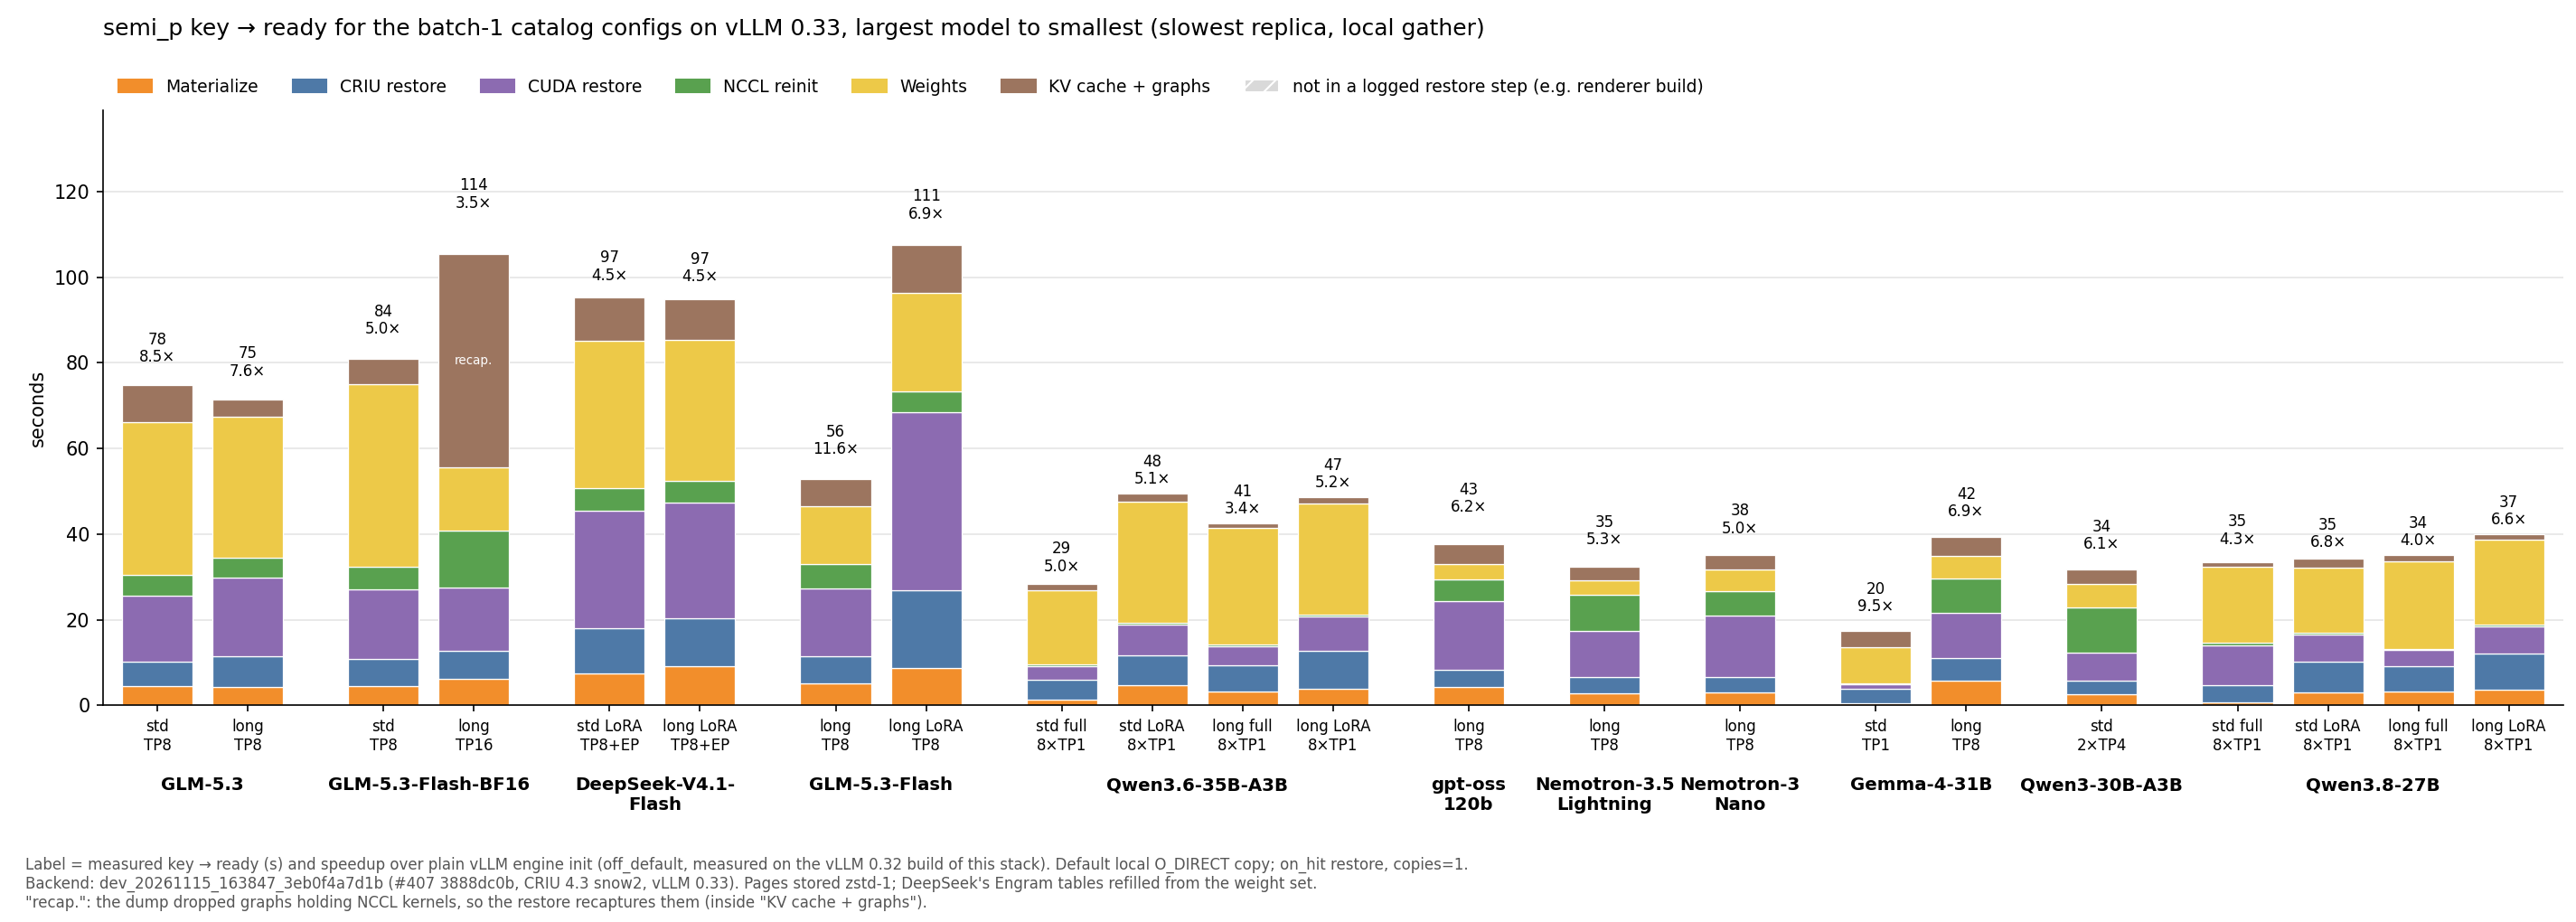 semi_p key → ready for the batch-1 catalog configs on vLLM 0.33, largest model to smallest (slowest replica, local gather)
Materialize
CRIU restore
CUDA restore
NCCL reinit
Weights
KV cache + graphs
not in a logged restore step (e.g. renderer build)
seconds
120
100
80
60
40
20
0
78
8.5×
75
7.6×
84
5.0×
114
3.5×
recap.
97
4.5×
97
4.5×
56
11.6×
111
6.9×
29
5.0×
48
5.1×
41
3.4×
47
5.2×
43
6.2×
35
5.3×
38
5.0×
20
9.5×
42
6.9×
34
6.1×
35
4.3×
35
6.8×
34
4.0×
37
6.6×
std
TP8
long
TP8
std
TP8
long
TP16
std LoRA
TP8+EP
long LoRA
TP8+EP
long
TP8
long LoRA
TP8
std full
8×TP1
std LoRA
8×TP1
long full
8×TP1
long LoRA
8×TP1
long
TP8
long
TP8
long
TP8
std
TP1
long
TP8
std
2×TP4
std full
8×TP1
std LoRA
8×TP1
long full
8×TP1
long LoRA
8×TP1
GLM-5.3
GLM-5.3-Flash-BF16
DeepSeek-V4.1-
Flash
GLM-5.3-Flash
Qwen3.6-35B-A3B
gpt-oss
120b
Nemotron-3.5
Lightning
Nemotron-3
Nano
Gemma-4-31B
Qwen3-30B-A3B
Qwen3.8-27B
Label = measured key → ready (s) and speedup over plain vLLM engine init (off_default, measured on the vLLM 0.32 build of this stack). Default local O_DIRECT copy; on_hit restore, copies=1.
Backend: dev_20261115_163847_3eb0f4a7d1b (#407 3888dc0b, CRIU 4.3 snow2, vLLM 0.33). Pages stored zstd-1; DeepSeek's Engram tables refilled from the weight set.
"recap.": the dump dropped graphs holding NCCL kernels, so the restore recaptures them (inside "KV cache + graphs").